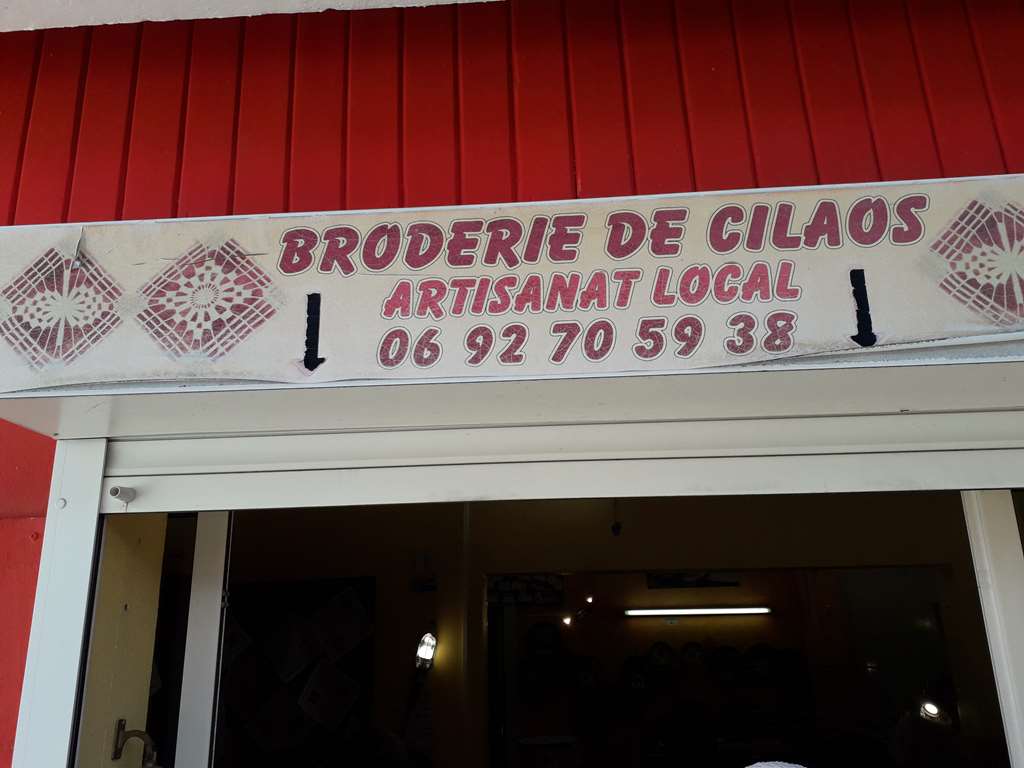 BRODERIE DE CILAOS
ARTISANAT LOCAL
06 92 70 59 38